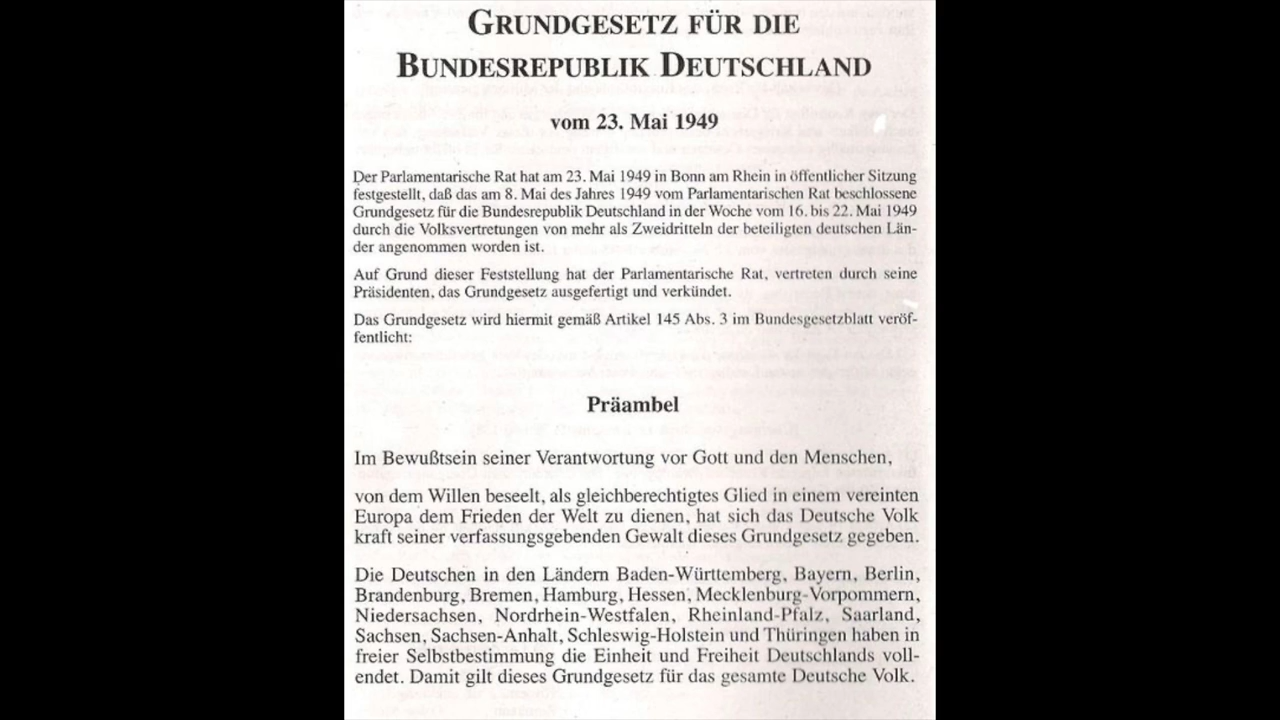 GRUNDGESETZ FÜR DIE
BUNDESREPUBLIK DEUTSCHLAND
vom 23. Mai 1949
Der Parlamentarische Rat hat am 23. Mai 1949 in Bonn am Rhein in öffentlicher Sitzung
festgestellt, daß das am 8. Mai des Jahres 1949 vom Parlamentarischen Rat beschlossene
Grundgesetz für die Bundesrepublik Deutschland in der Woche vom 16. bis 22. Mai 1949
durch die Volksvertretungen von mehr als Zweidritteln der beteiligten deutschen Län-
der angenommen worden ist.
Auf Grund dieser Feststellung hat der Parlamentarische Rat, vertreten durch seine
Präsidenten, das Grundgesetz ausgefertigt und verkündet.
Das Grundgesetz wird hiermit gemäß Artikel 145 Abs. 3 im Bundesgesetzblatt veröf-
fentlicht:
Präambel
Im Bewußtsein seiner Verantwortung vor Gott und den Menschen,
von dem Willen beseelt, als gleichberechtigtes Glied in einem vereinten
Europa dem Frieden der Welt zu dienen, hat sich das Deutsche Volk
kraft seiner verfassungsgebenden Gewalt dieses Grundgesetz gegeben.
Die Deutschen in den Ländern Baden-Württemberg, Bayern, Berlin,
Brandenburg, Bremen, Hamburg, Hessen, Mecklenburg-Vorpommern,
Niedersachsen, Nordrhein-Westfalen, Rheinland-Pfalz, Saarland,
Sachsen, Sachsen-Anhalt, Schleswig-Holstein und Thüringen haben in
freier Selbstbestimmung die Einheit und Freiheit Deutschlands voll-
endet. Damit gilt dieses Grundgesetz für das gesamte Deutsche Volk.